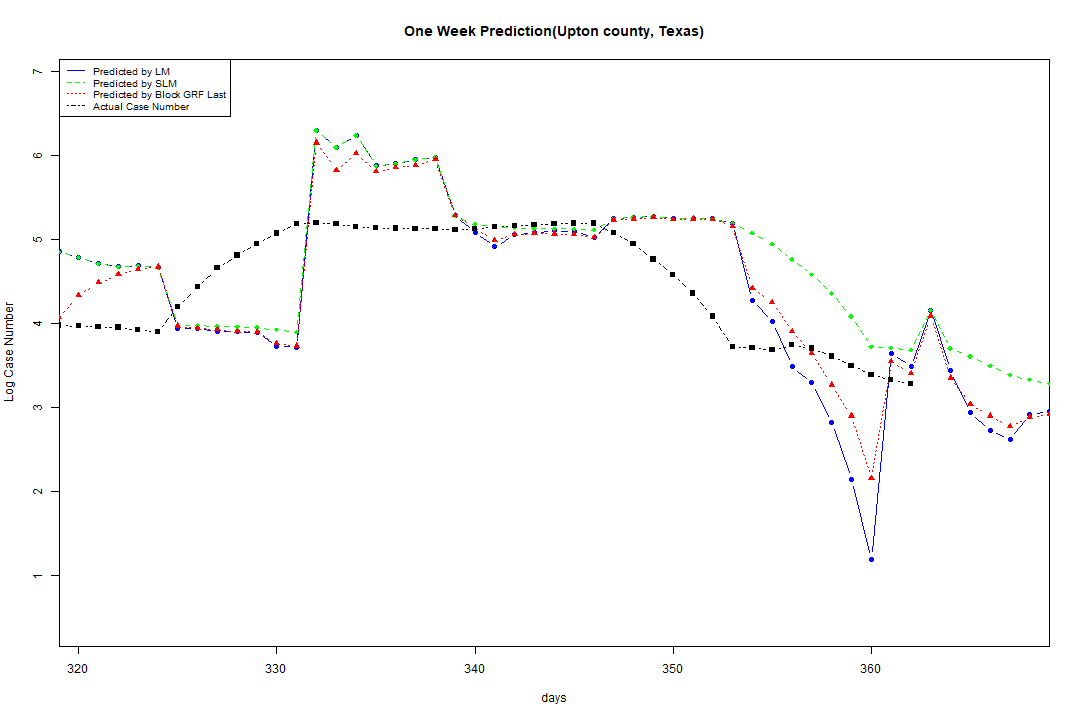 One Week Prediction(Upton county, Texas)
Predicted by LM
Predicted by SLM
Predicted by Block GRF Last
Actual Case Number
7
6
5
4
3
2
1
Log Case Number
320 330 340 350 360
days